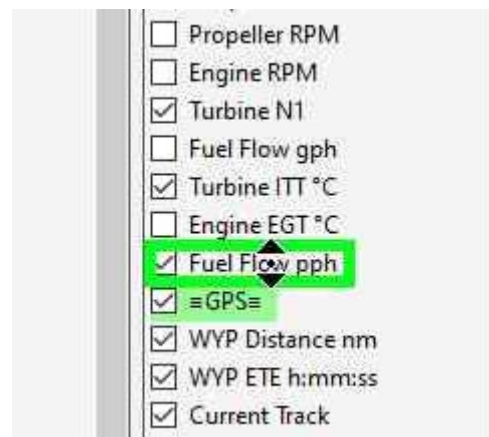 Propeller RPM
Engine RPM
Turbine N1
Fuel Flow gph
Turbine ITT °C
Engine EGT °C
Fuel Flow pph
≡GPS≡
WYP Distance nm
WYP ETE h:mm:ss
Current Track